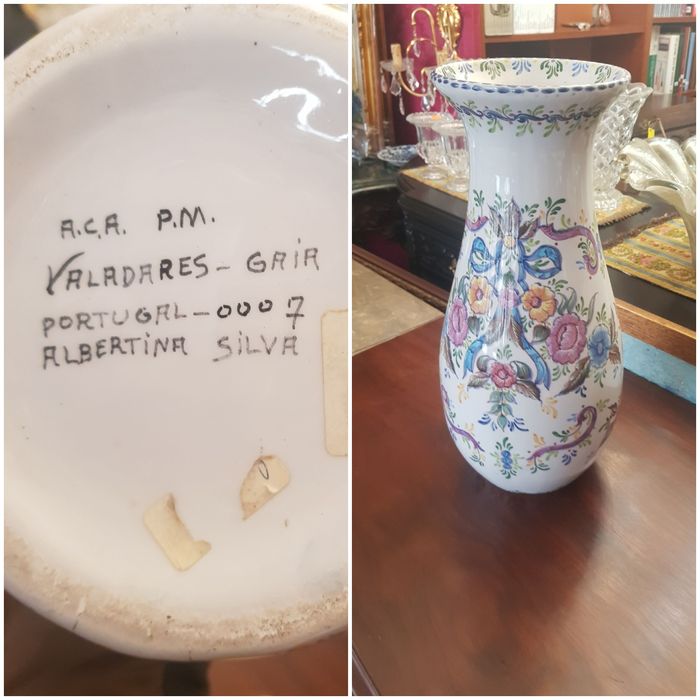 A.C.A. P.M.
VALADARES - GAIA
PORTUGAL - 0007
ALBERTINA SILVA